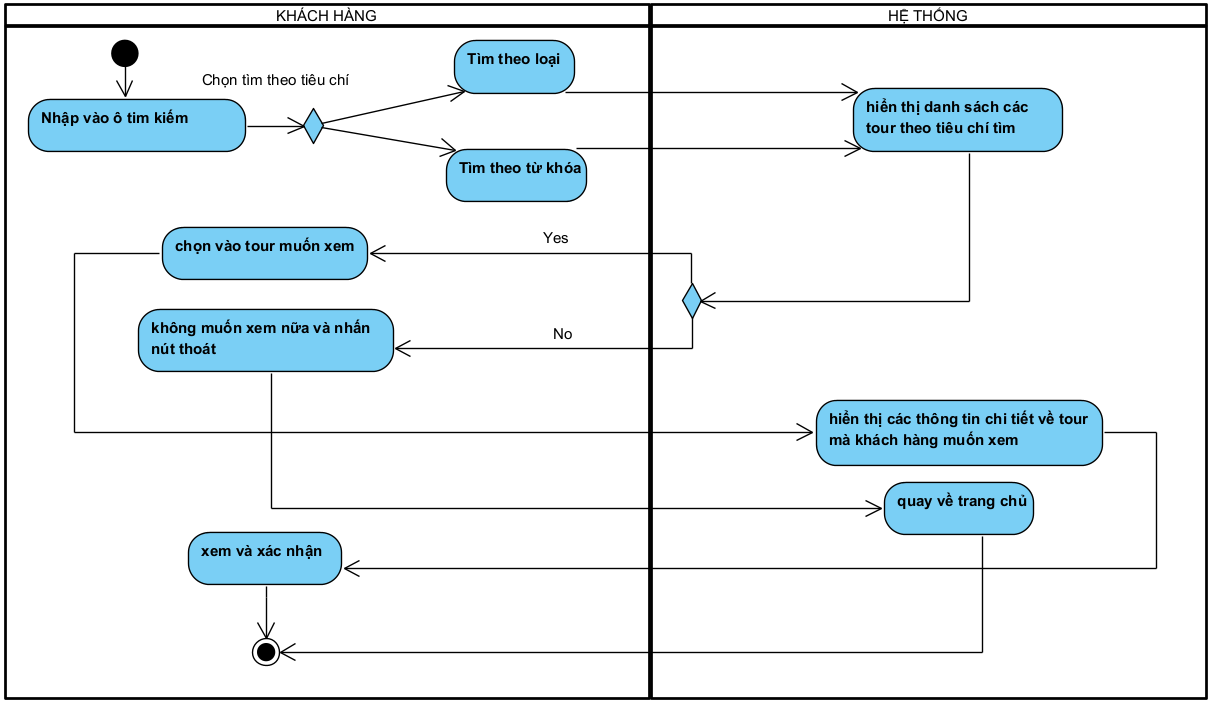 KHÁCH HÀNG
HỆ THỐNG
Chọn tìm theo tiêu chí
Tìm theo loại
Nhập vào ô tim kiếm
hiển thị danh sách các
tour theo tiêu chí tìm
Tìm theo từ khóa
Yes
chọn vào tour muốn xem
không muốn xem nữa và nhấn
nút thoát
No
hiển thị các thông tin chi tiết về tour
mà khách hàng muốn xem
quay về trang chủ
xem và xác nhận